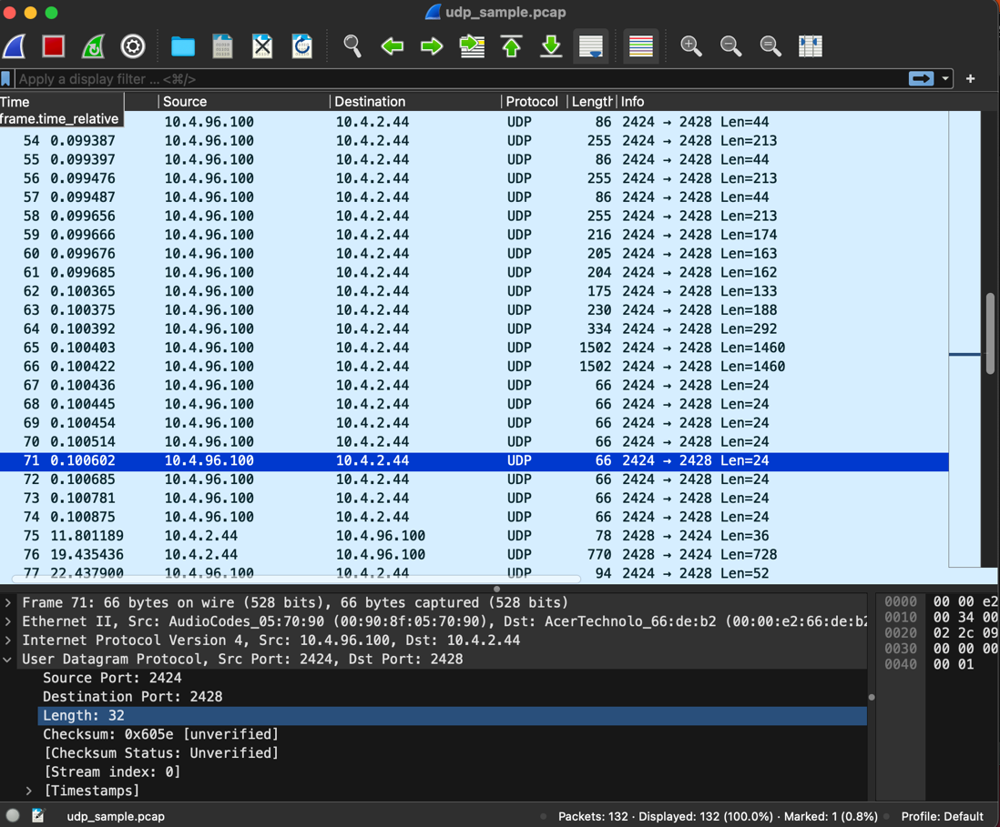 udp_sample.pcap
Apply a display filter … <⌘/>
+
Time Source Destination Protocol Length Info
frame.time_relative
10.4.96.100 10.4.2.44 UDP 86 2424 → 2428 Len=44
54 0.099387 10.4.96.100 10.4.2.44 UDP 255 2424 → 2428 Len=213
55 0.099397 10.4.96.100 10.4.2.44 UDP 86 2424 → 2428 Len=44
56 0.099476 10.4.96.100 10.4.2.44 UDP 255 2424 → 2428 Len=213
57 0.099487 10.4.96.100 10.4.2.44 UDP 86 2424 → 2428 Len=44
58 0.099656 10.4.96.100 10.4.2.44 UDP 255 2424 → 2428 Len=213
59 0.099666 10.4.96.100 10.4.2.44 UDP 216 2424 → 2428 Len=174
60 0.099676 10.4.96.100 10.4.2.44 UDP 205 2424 → 2428 Len=163
61 0.099685 10.4.96.100 10.4.2.44 UDP 204 2424 → 2428 Len=162
62 0.100365 10.4.96.100 10.4.2.44 UDP 175 2424 → 2428 Len=133
63 0.100375 10.4.96.100 10.4.2.44 UDP 230 2424 → 2428 Len=188
64 0.100392 10.4.96.100 10.4.2.44 UDP 334 2424 → 2428 Len=292
65 0.100403 10.4.96.100 10.4.2.44 UDP 1502 2424 → 2428 Len=1460
66 0.100422 10.4.96.100 10.4.2.44 UDP 1502 2424 → 2428 Len=1460
67 0.100436 10.4.96.100 10.4.2.44 UDP 66 2424 → 2428 Len=24
68 0.100445 10.4.96.100 10.4.2.44 UDP 66 2424 → 2428 Len=24
69 0.100454 10.4.96.100 10.4.2.44 UDP 66 2424 → 2428 Len=24
70 0.100514 10.4.96.100 10.4.2.44 UDP 66 2424 → 2428 Len=24
71 0.100602 10.4.96.100 10.4.2.44 UDP 66 2424 → 2428 Len=24
72 0.100685 10.4.96.100 10.4.2.44 UDP 66 2424 → 2428 Len=24
73 0.100781 10.4.96.100 10.4.2.44 UDP 66 2424 → 2428 Len=24
74 0.100875 10.4.96.100 10.4.2.44 UDP 66 2424 → 2428 Len=24
75 11.801189 10.4.2.44 10.4.96.100 UDP 78 2428 → 2424 Len=36
76 19.435436 10.4.2.44 10.4.96.100 UDP 770 2428 → 2424 Len=728
77 22.437900 10.4.96.100 10.4.2.44 UDP 94 2424 → 2428 Len=52
Frame 71: 66 bytes on wire (528 bits), 66 bytes captured (528 bits)
Ethernet II, Src: AudioCodes_05:70:90 (00:90:8f:05:70:90), Dst: AcerTechnolo_66:de:b2 (00:00:e2:66:de:b2
Internet Protocol Version 4, Src: 10.4.96.100, Dst: 10.4.2.44
User Datagram Protocol, Src Port: 2424, Dst Port: 2428
Source Port: 2424
Destination Port: 2428
Length: 32
Checksum: 0x605e [unverified]
[Checksum Status: Unverified]
[Stream index: 0]
[Timestamps]
0000 00 00 e2
0010 00 34 00
0020 02 2c 09
0030 00 00 00
0040 00 01
udp_sample.pcap
Packets: 132 · Displayed: 132 (100.0%) · Marked: 1 (0.8%)
Profile: Default